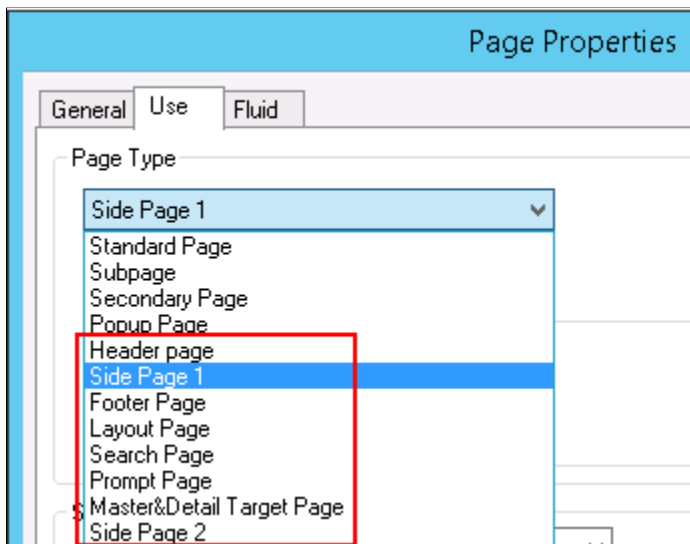 Page Properties
General Use Fluid
Page Type
Side Page 1
Standard Page
Subpage
Secondary Page
Popup Page
Header page
Side Page 1
Footer Page
Layout Page
Search Page
Prompt Page
Master&Detail Target Page
Side Page 2